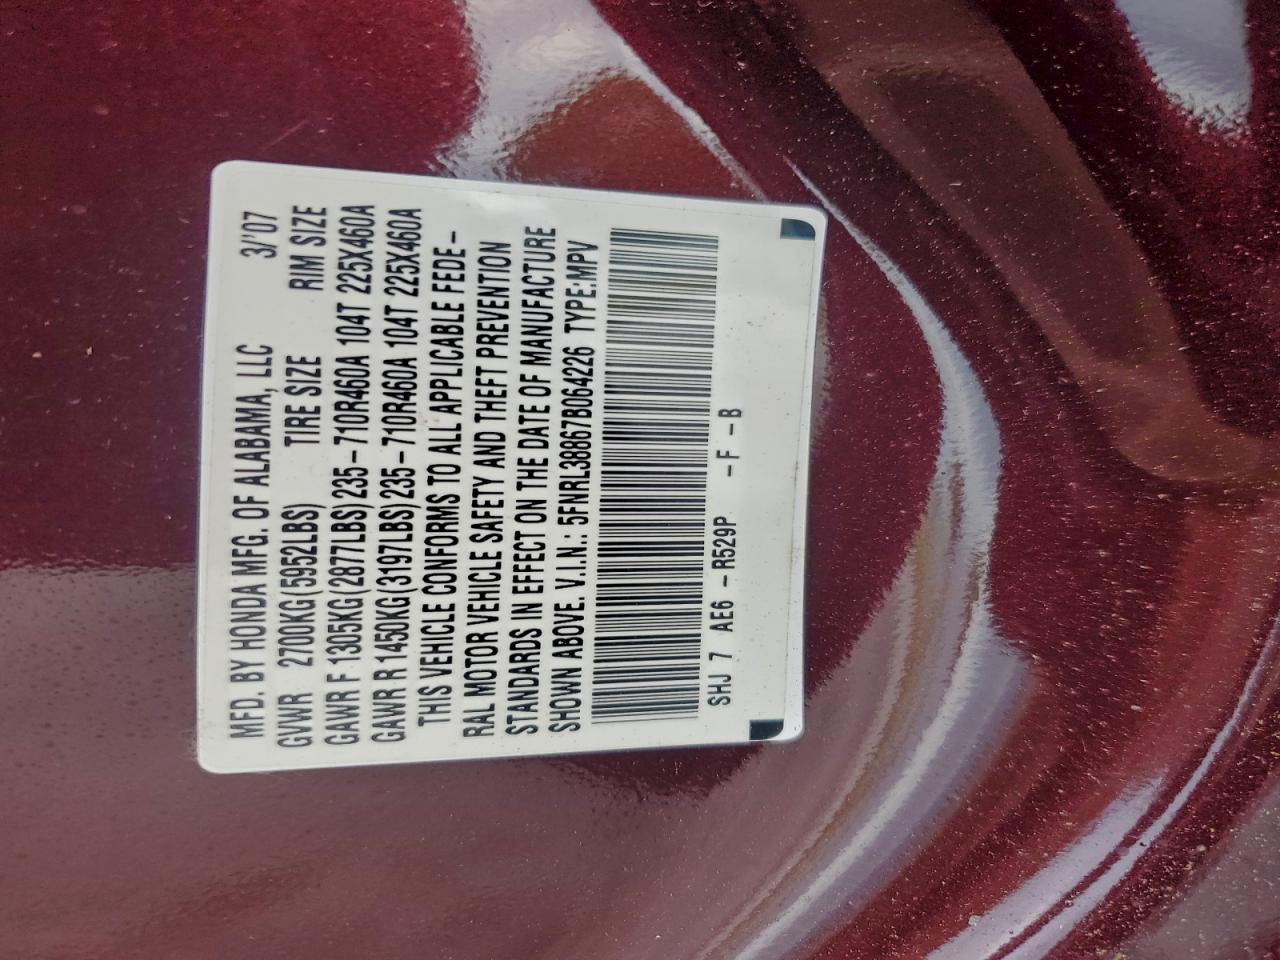 MFD. BY HONDA MFG. OF ALABAMA, LLC 3/'07
GVWR 2700KG(5952LBS) TIRE SIZE RIM SIZE
GAWR F 1305KG(2877LBS)235-710R460A 104T 225X460A
GAWR R 1450KG(3197LBS)235-710R460A 104T 225X460A
THIS VEHICLE CONFORMS TO ALL APPLICABLE FEDE-
RAL MOTOR VEHICLE SAFETY AND THEFT PREVENTION
STANDARDS IN EFFECT ON THE DATE OF MANUFACTURE
SHOWN ABOVE. V.I.N.: 5FNRL38867B064226 TYPE:MPV
SHJ 7 AE6 -R529P -F -B